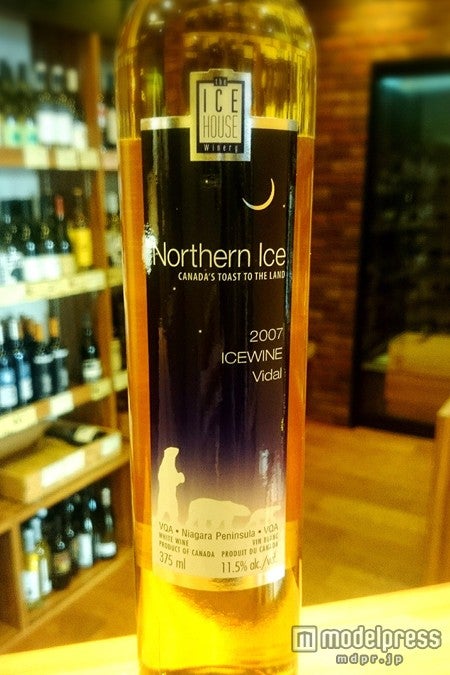 the
ICE
HOUSE
Winery
Northern Ice
CANADA'S TOAST TO THE LAND
2007
ICEWINE
Vidal
VQA • Niagara Peninsula • VQA
WHITE WINE VIN BLANC
PRODUCT OF CANADA PRODUIT DU CANADA
375 ml 11.5% alc./vol.
modelpress
mdpr.jp